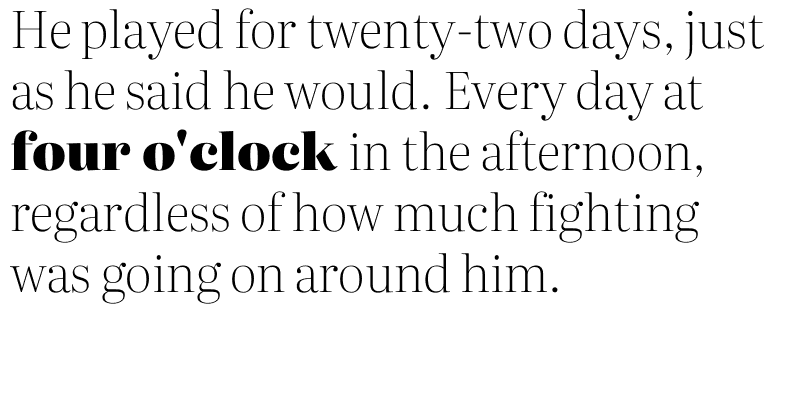 He played for twenty-two days, just
as he said he would. Every day at
four o'clock in the afternoon,
regardless of how much fighting
was going on around him.